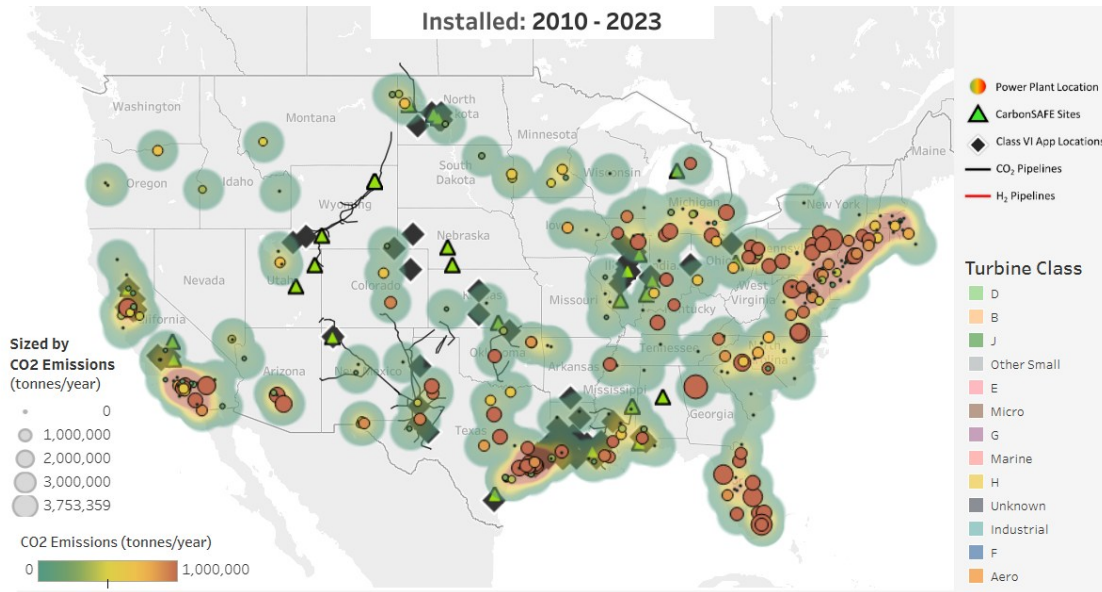 Installed: 2010 - 2023
Washington
Montana
North
Minnesota
Maine
Oregon
Idaho
South
Dakota
Wisconsin
Wyoming
Michigan
New York
Nebraska
Nevada
Utah
Colorado
Missouri
West
Virginia
Arizona
New Mexico
Oklahoma
Arkansas
Tennessee
Mississippi
Georgia
Texas
Power Plant Location
CarbonSAFE Sites
Class VI App Locations
CO₂ Pipelines
H₂ Pipelines
Turbine Class
D
B
J
Other Small
E
Micro
G
Marine
H
Unknown
Industrial
F
Aero
Sized by
CO2 Emissions
(tonnes/year)
0
1,000,000
2,000,000
3,000,000
3,753,359
CO2 Emissions (tonnes/year)
0
1,000,000